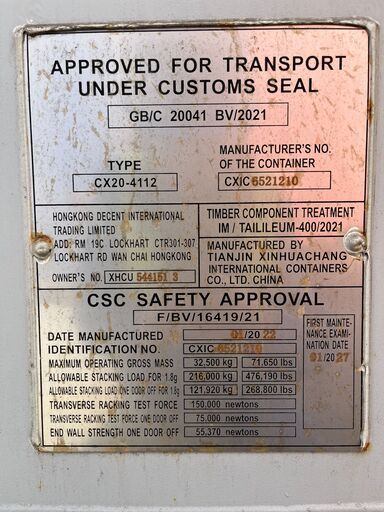 APPROVED FOR TRANSPORT
UNDER CUSTOMS SEAL
GB/C 20041 BV/2021
TYPE
CX20-4112
MANUFACTURER'S NO.
OF THE CONTAINER
CXIC 6521210
HONGKONG DECENT INTERNATIONAL
TRADING LIMITED
ADD: RM 19C LOCKHART CTR301-307
LOCKHART RD WAN CHAI HONGKONG
OWNER'S NO. XHCU 544151 3
TIMBER COMPONENT TREATMENT
IM / TAILILEUM-400/2021
MANUFACTURED BY
TIANJIN XINHUACHANG
INTERNATIONAL CONTAINERS
CO., LTD. CHINA
CSC SAFETY APPROVAL
F/BV/16419/21
DATE MANUFACTURED 01/2022
IDENTIFICATION NO. CXIC 6521210
MAXIMUM OPERATING GROSS MASS 32,500 kg 71,650 lbs
ALLOWABLE STACKING LOAD FOR 1.8g 216,000 kg 476,190 lbs
ALLOWABLE STACKING LOAD ONE DOOR OFF FOR 1.8g 121,920 kg 268,800 lbs
TRANSVERSE RACKING TEST FORCE 150,000 newtons
TRANSVERSE RACKING TEST FORCE ONE DOOR OFF 75,000 newtons
END WALL STRENGTH ONE DOOR OFF 55,370 newtons
FIRST MAINTE-
NANCE EXAMI-
NATION DATE
01/2027